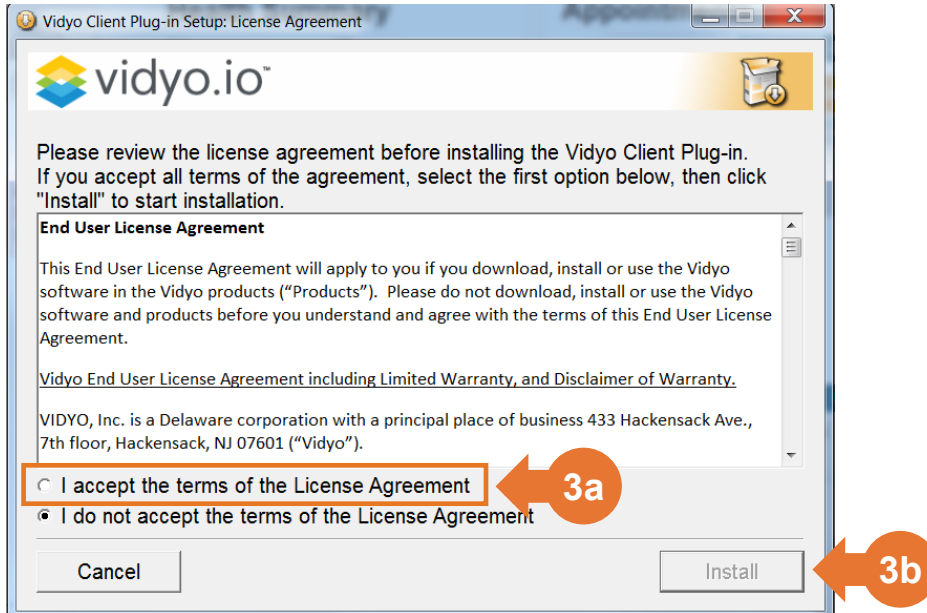 Health Summary
Appoint
Vidyo Client Plug-in Setup: License Agreement
vidyo.io™
Please review the license agreement before installing the Vidyo Client Plug-in.
If you accept all terms of the agreement, select the first option below, then click
"Install" to start installation.
End User License Agreement
This End User License Agreement will apply to you if you download, install or use the Vidyo
software in the Vidyo products (“Products”).  Please do not download, install or use the Vidyo
software and products before you understand and agree with the terms of this End User License
Agreement.
Vidyo End User License Agreement including Limited Warranty, and Disclaimer of Warranty.
VIDYO, Inc. is a Delaware corporation with a principal place of business 433 Hackensack Ave.,
7th floor, Hackensack, NJ 07601 (“Vidyo”).
I accept the terms of the License Agreement
3a
I do not accept the terms of the License Agreement
Cancel
Install
3b